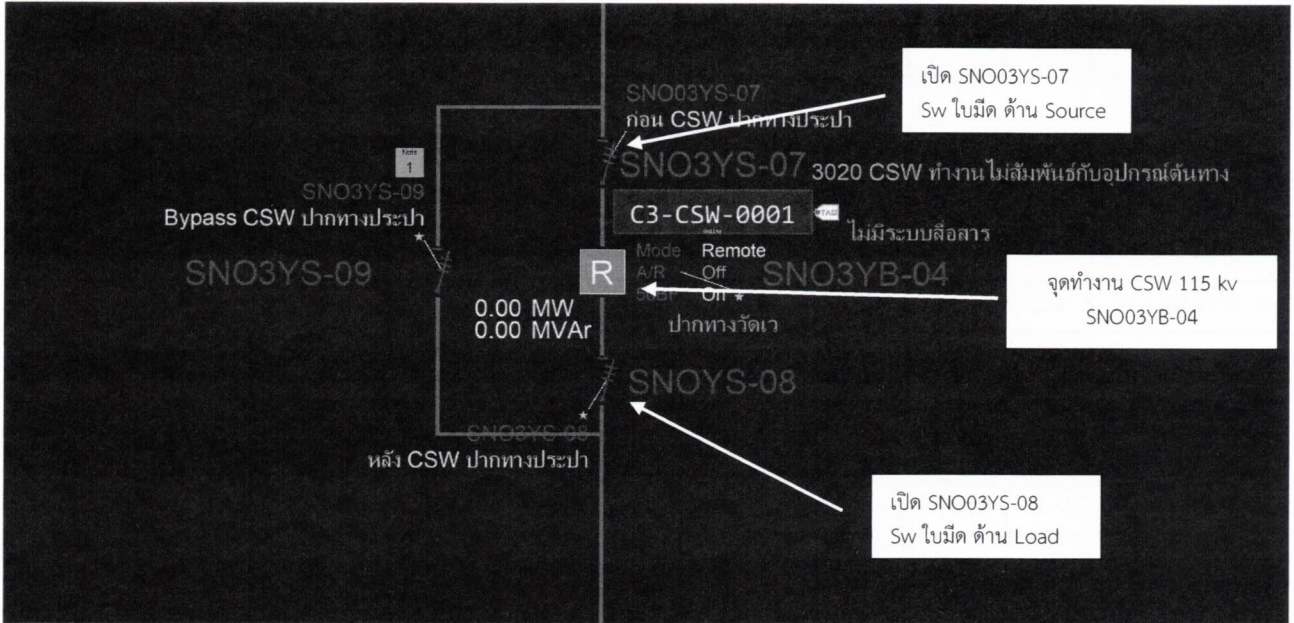 เปิด SNO03YS-07
Sw ใบมีด ด้าน Source
SNO03YS-07
ก่อน CSW ปากทางประปา
SNO3YS-07
3020 CSW ทำงานไม่สัมพันธ์กับอุปกรณ์ต้นทาง
Note
1
SNO3YS-09
Bypass CSW ปากทางประปา
C3-CSW-0001
TAG
ไม่มีระบบสื่อสาร
SNO3YS-09
R
Mode Remote
A/R Off
50BF Off
SNO3YB-04
จุดทำงาน CSW 115 kv
SNO03YB-04
0.00 MW
0.00 MVAr
ปากทางวัดเว
SNOYS-08
SNO3YS-08
หลัง CSW ปากทางประปา
เปิด SNO03YS-08
Sw ใบมีด ด้าน Load